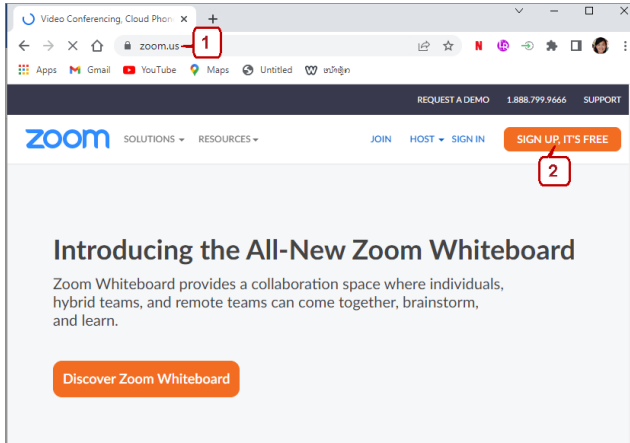 Video Conferencing, Cloud Phon
zoom.us
1
Apps Gmail YouTube Maps Untitled
REQUEST A DEMO 1.888.799.9666 SUPPORT
zoom SOLUTIONS RESOURCES JOIN HOST SIGN IN SIGN UP, IT'S FREE
2
Introducing the All-New Zoom Whiteboard
Zoom Whiteboard provides a collaboration space where individuals,
hybrid teams, and remote teams can come together, brainstorm,
and learn.
Discover Zoom Whiteboard